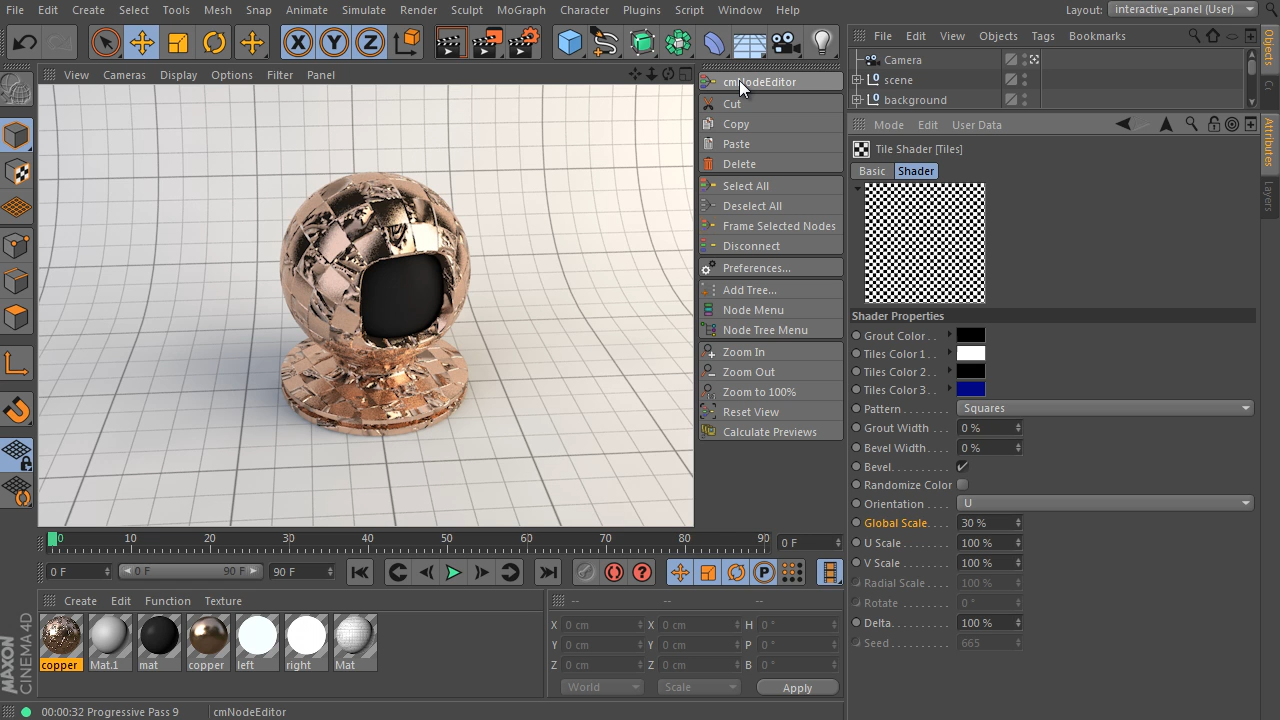 File Edit Create Select Tools Mesh Snap Animate Simulate Render Sculpt MoGraph Character Plugins Script Window Help Layout: interactive_panel (User)
X Y Z
File Edit View Objects Tags Bookmarks
Objects
View Cameras Display Options Filter Panel
Camera
scene
background
cmNodeEditor
Cut
Copy
Paste
Delete
Select All
Deselect All
Frame Selected Nodes
Disconnect
Preferences...
Add Tree...
Node Menu
Node Tree Menu
Zoom In
Zoom Out
Zoom to 100%
Reset View
Calculate Previews
Mode Edit User Data
Attributes
Layers
Tile Shader [Tiles]
Basic Shader
Shader Properties
Grout Color . .
Tiles Color 1 . .
Tiles Color 2 . .
Tiles Color 3 . .
Pattern . . . . . . . Squares
Grout Width . . . 0 %
Bevel Width . . . 0 %
Bevel. . . . . . . . .
Randomize Color
Orientation . . . . U
Global Scale. . . . 30 %
U Scale . . . . . . . 100 %
V Scale . . . . . . . 100 %
Radial Scale . . . . 100 %
Rotate . . . . . . . . 0 °
Delta. . . . . . . . . 100 %
Seed. . . . . . . . . 665
0 10 20 30 40 50 60 70 80 90 0 F
0 F 0 F 90 F 90 F P
Create Edit Function Texture
copper Mat.1 mat copper left right Mat
-- -- --
X 0 cm X 0 cm H 0 °
Y 0 cm Y 0 cm P 0 °
Z 0 cm Z 0 cm B 0 °
World Scale Apply
MAXON CINEMA 4D
00:00:32 Progressive Pass 9 cmNodeEditor